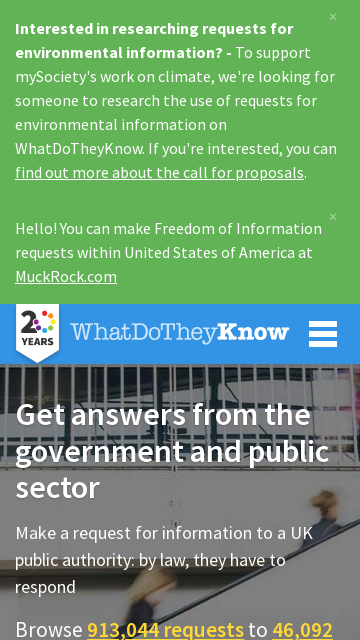 ×
Interested in researching requests for
environmental information? - To support
mySociety's work on climate, we're looking for
someone to research the use of requests for
environmental information on
WhatDoTheyKnow. If you're interested, you can
find out more about the call for proposals.
×
Hello! You can make Freedom of Information
requests within United States of America at
MuckRock.com
20
YEARS
WhatDoTheyKnow
Get answers from the
government and public
sector
Make a request for information to a UK
public authority: by law, they have to
respond
Browse 913,044 requests to 46,092